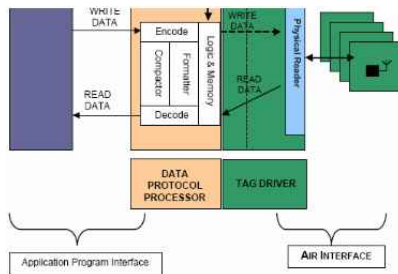 WRITE
DATA
Encode
Compactor
Formatter
Decode
Logic & Memory
WRITE
DATA
READ
DATA
Physical Reader
READ
DATA
DATA
PROTOCOL
PROCESSOR
TAG DRIVER
Application Program Interface
AIR INTERFACE